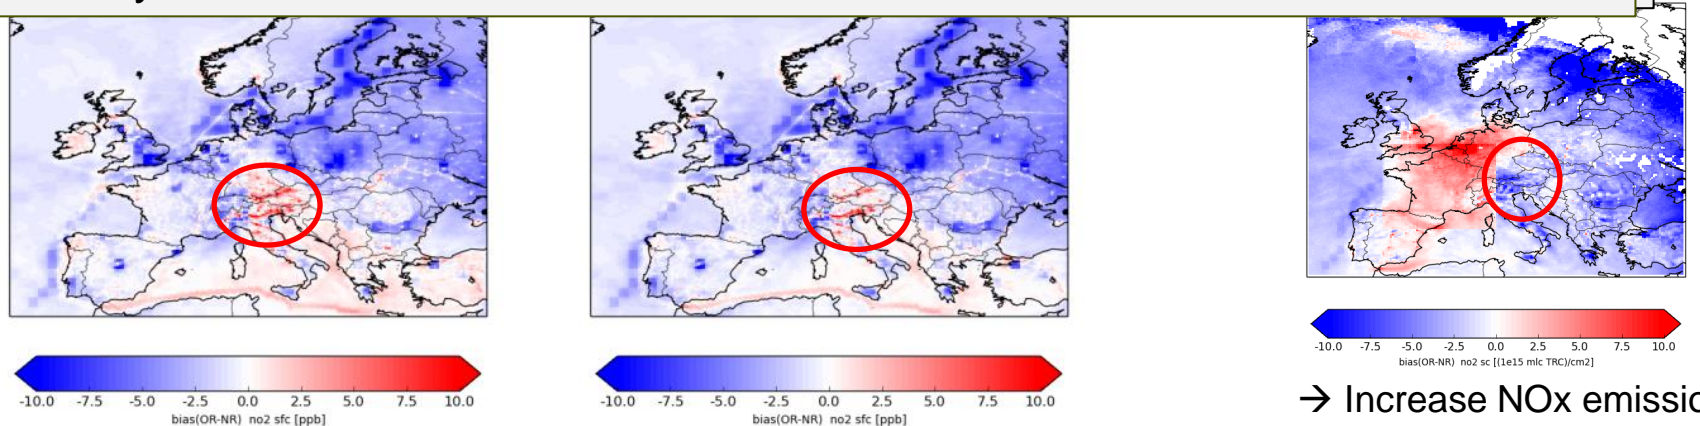 -10.0 -7.5 -5.0 -2.5 0.0 2.5 5.0 7.5 10.0
bias(OR-NR) no2 sfc [ppb]
-10.0 -7.5 -5.0 -2.5 0.0 2.5 5.0 7.5 10.0
bias(OR-NR) no2 sfc [ppb]
-10.0 -7.5 -5.0 -2.5 0.0 2.5 5.0 7.5 10.0
bias(OR-NR) no2 sc [(1e15 mlc TRC)/cm2]
→ Increase NOx emissio